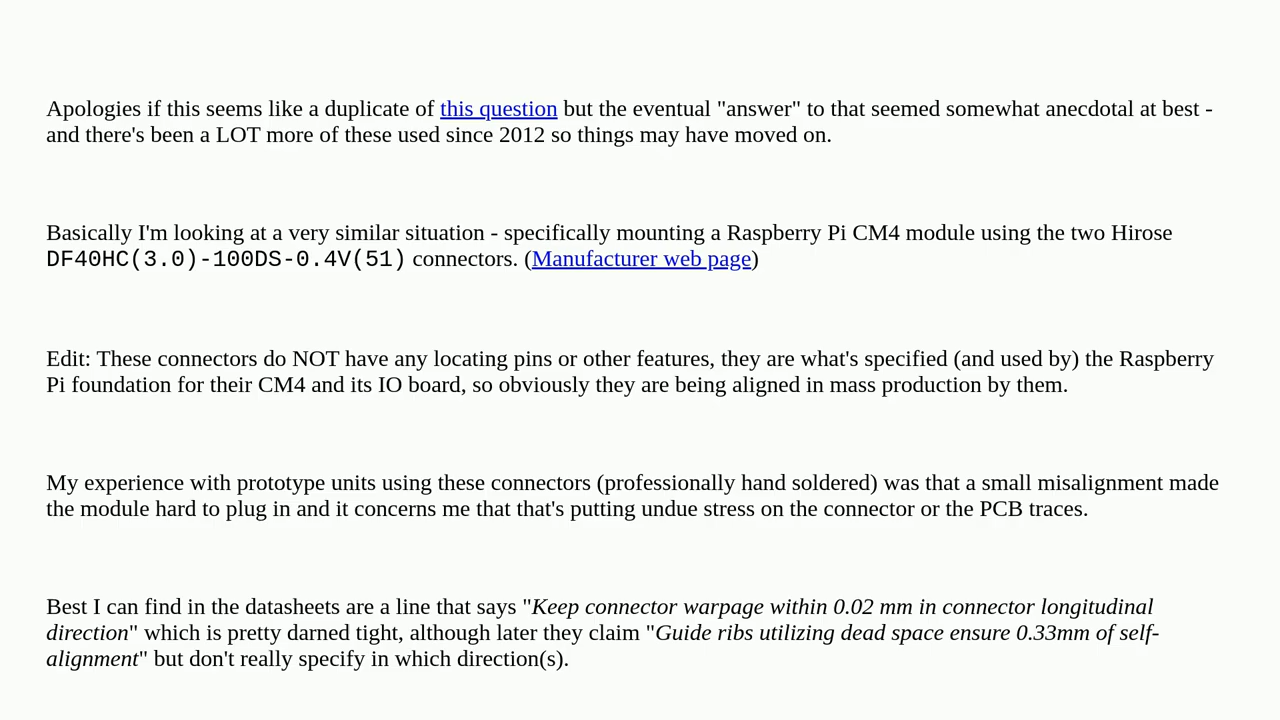 Apologies if this seems like a duplicate of this question but the eventual "answer" to that seemed somewhat anecdotal at best -
and there's been a LOT more of these used since 2012 so things may have moved on.
Basically I'm looking at a very similar situation - specifically mounting a Raspberry Pi CM4 module using the two Hirose
DF40HC(3.0)-100DS-0.4V(51) connectors. (Manufacturer web page)
Edit: These connectors do NOT have any locating pins or other features, they are what's specified (and used by) the Raspberry
Pi foundation for their CM4 and its IO board, so obviously they are being aligned in mass production by them.
My experience with prototype units using these connectors (professionally hand soldered) was that a small misalignment made
the module hard to plug in and it concerns me that that's putting undue stress on the connector or the PCB traces.
Best I can find in the datasheets are a line that says "Keep connector warpage within 0.02 mm in connector longitudinal
direction" which is pretty darned tight, although later they claim "Guide ribs utilizing dead space ensure 0.33mm of self-
alignment" but don't really specify in which direction(s).